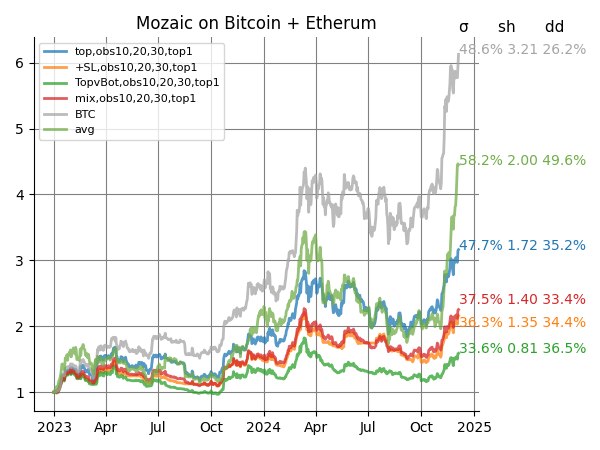 Mozaic on Bitcoin + Etherum
σ sh dd
top,obs10,20,30,top1
+SL,obs10,20,30,top1
TopvBot,obs10,20,30,top1
mix,obs10,20,30,top1
BTC
avg
48.6% 3.21 26.2%
58.2% 2.00 49.6%
47.7% 1.72 35.2%
37.5% 1.40 33.4%
36.3% 1.35 34.4%
33.6% 0.81 36.5%
6
5
4
3
2
1
2023 Apr Jul Oct 2024 Apr Jul Oct 2025